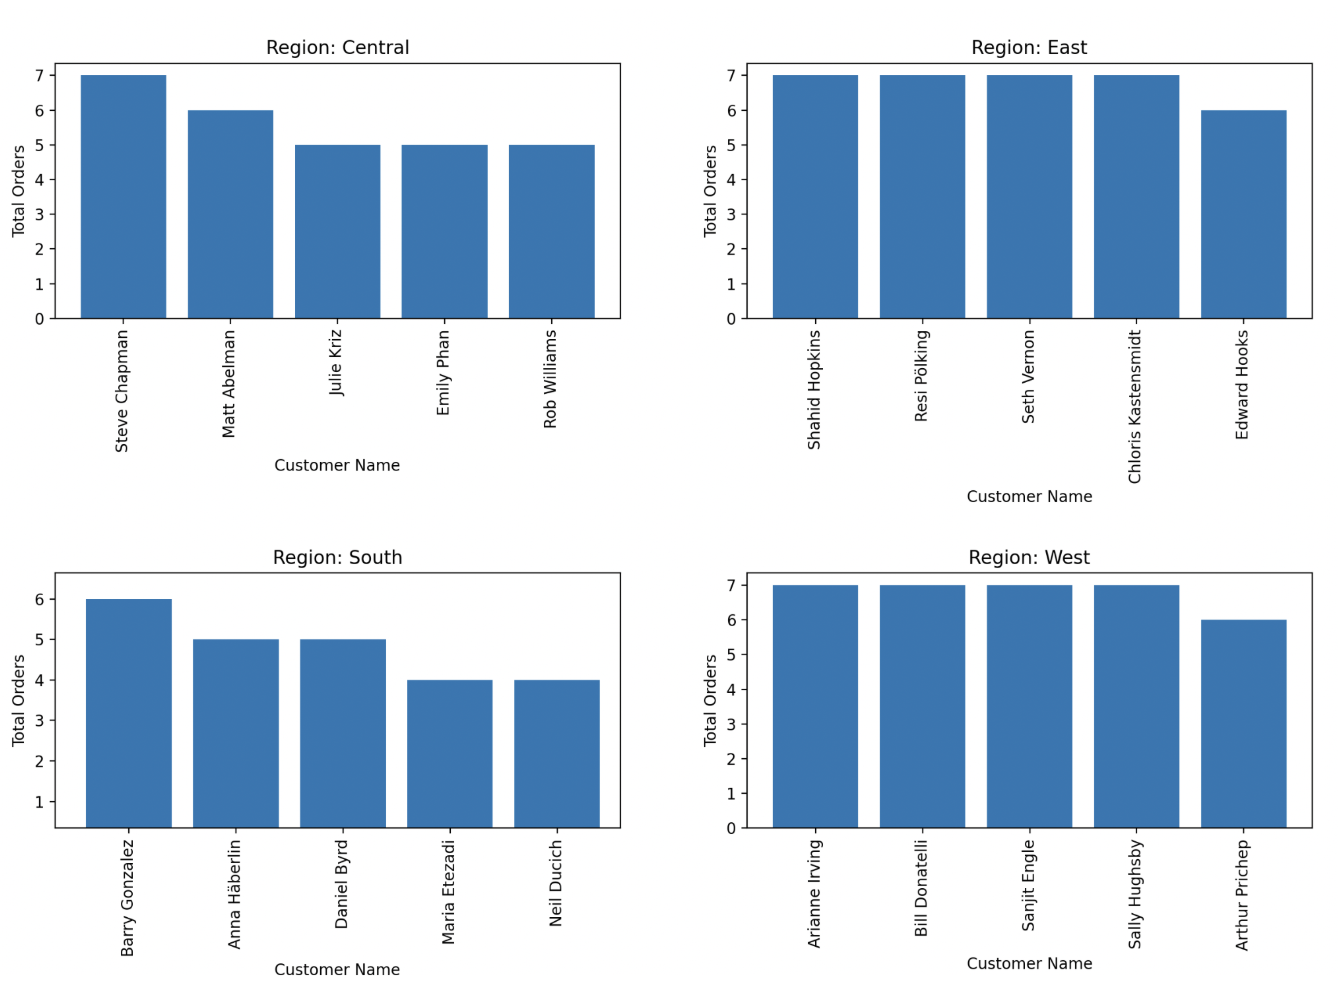 Region: Central
Total Orders
7
6
5
4
3
2
1
0
Steve Chapman
Matt Abelman
Julie Kriz
Emily Phan
Rob Williams
Customer Name
Region: East
Total Orders
7
6
5
4
3
2
1
0
Shahid Hopkins
Resi Pölking
Seth Vernon
Chloris Kastensmidt
Edward Hooks
Customer Name
Region: South
Total Orders
6
5
4
3
2
1
Barry Gonzalez
Anna Häberlin
Daniel Byrd
Maria Etezadi
Neil Ducich
Customer Name
Region: West
Total Orders
7
6
5
4
3
2
1
0
Arianne Irving
Bill Donatelli
Sanjit Engle
Sally Hughsby
Arthur Prichep
Customer Name